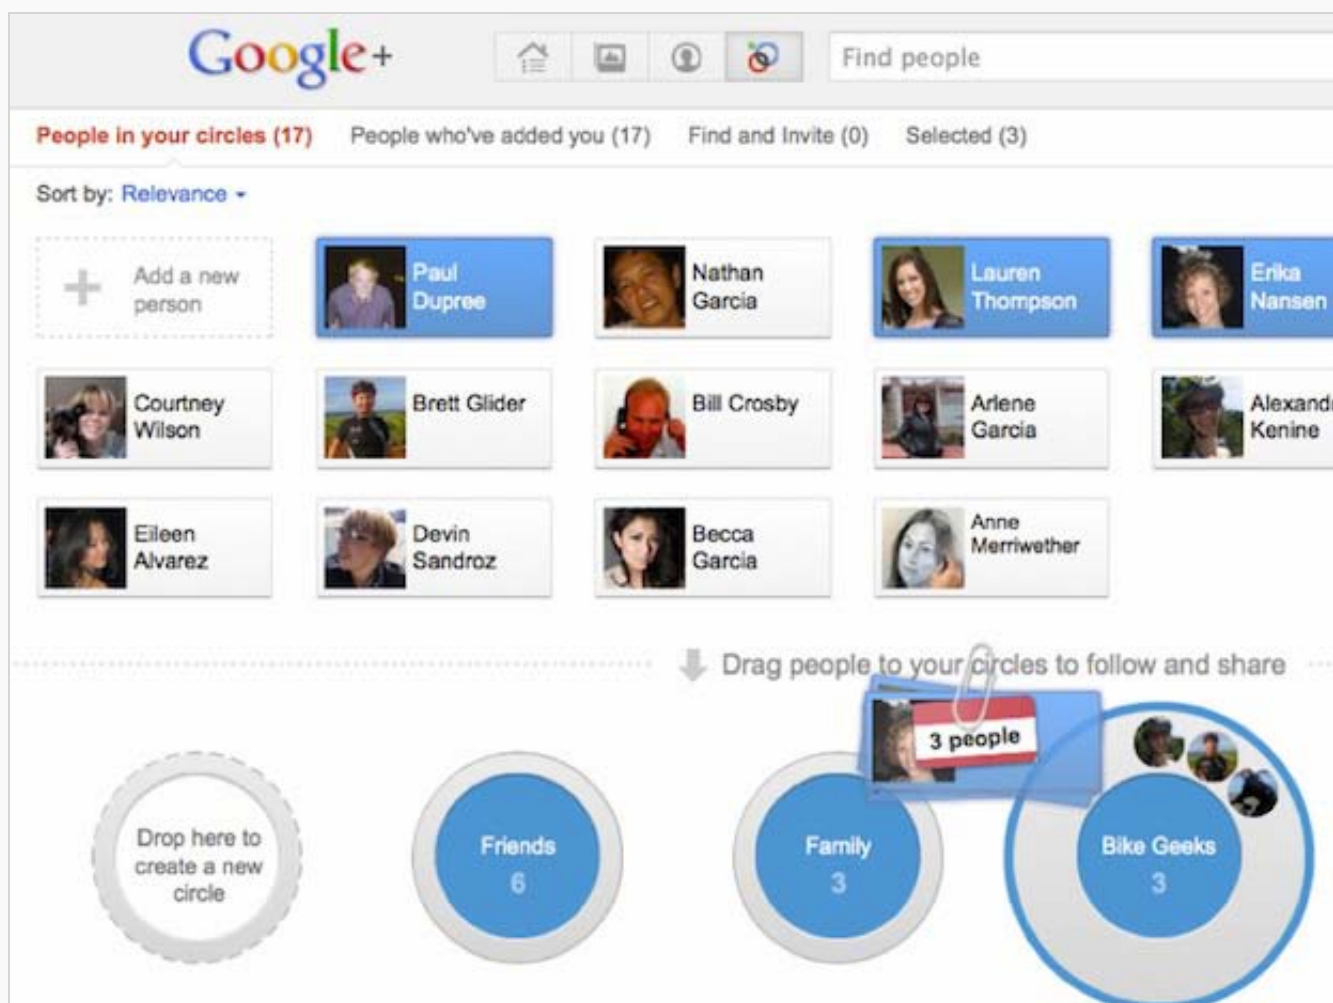 Google+
Find people
People in your circles (17) People who've added you (17) Find and Invite (0) Selected (3)
Sort by: Relevance
Add a new
person
Paul
Dupree
Nathan
Garcia
Lauren
Thompson
Erika
Nansen
Courtney
Wilson
Brett Glider
Bill Crosby
Arlene
Garcia
Kenine
Eileen
Alvarez
Devin
Sandroz
Becca
Garcia
Anne
Merriwether
Drag people to your circles to follow and share
3 people
Drop here to
create a new
circle
Friends
6
Family
3
Bike Geeks
3